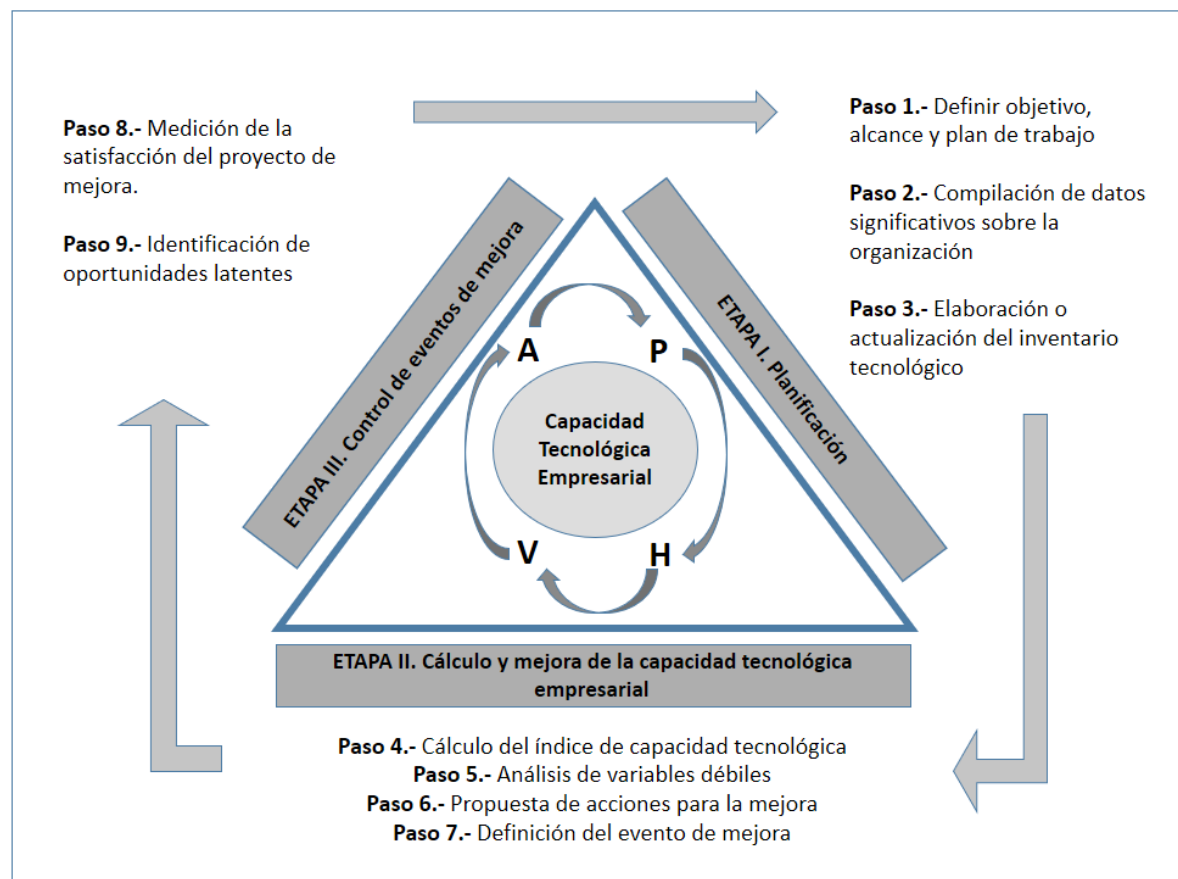 Paso 1.- Definir objetivo,
alcance y plan de trabajo
Paso 2.- Compilación de datos
significativos sobre la
organización
Paso 3.- Elaboración o
actualización del inventario
tecnológico
Paso 8.- Medición de la
satisfacción del proyecto de
mejora.
Paso 9.- Identificación de
oportunidades latentes
ETAPA III. Control de eventos de mejora
ETAPA I. Planificación
A
P
Capacidad
Tecnológica
Empresarial
V
H
ETAPA II. Cálculo y mejora de la capacidad tecnológica
empresarial
Paso 4.- Cálculo del índice de capacidad tecnológica
Paso 5.- Análisis de variables débiles
Paso 6.- Propuesta de acciones para la mejora
Paso 7.- Definición del evento de mejora